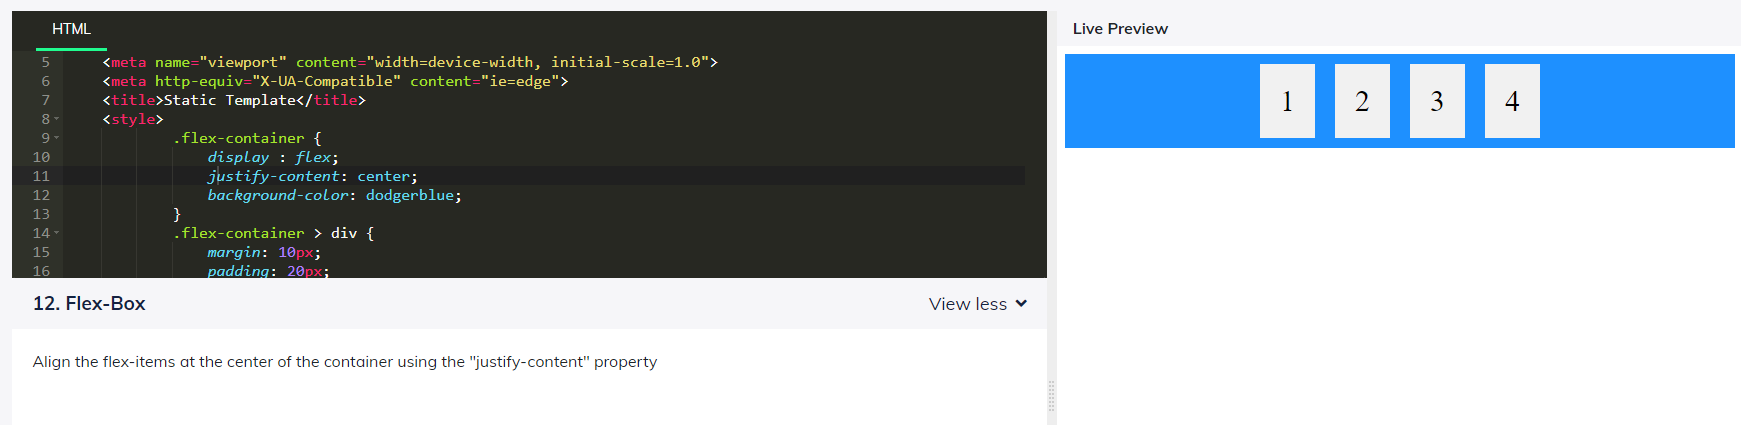 HTML
Live Preview
5 <meta name="viewport" content="width=device-width, initial-scale=1.0">
6 <meta http-equiv="X-UA-Compatible" content="ie=edge">
7 <title>Static Template</title>
8 <style>
9 .flex-container {
10 display : flex;
11 justify-content: center;
12 background-color: dodgerblue;
13 }
14 .flex-container > div {
15 margin: 10px;
16 padding: 20px;
1 2 3 4
12. Flex-Box
View less
Align the flex-items at the center of the container using the "justify-content" property